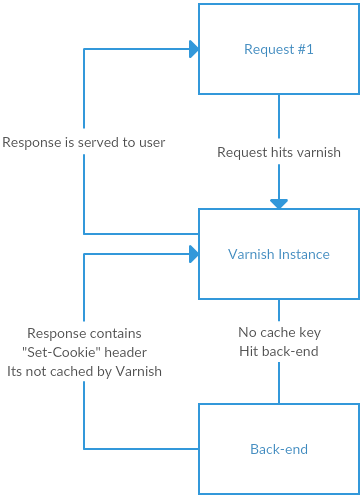 Request #1
Response is served to user
Request hits varnish
Varnish Instance
Response contains
"Set-Cookie" header
Its not cached by Varnish
No cache key
Hit back-end
Back-end